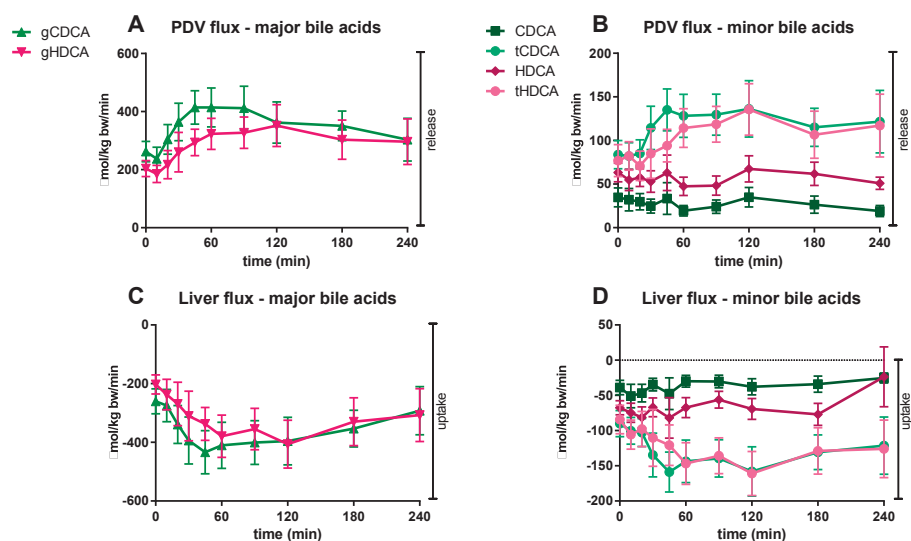 gCDCA
gHDCA
A
PDV flux - major bile acids
600
400
200
0
0
60
120
180
240
time (min)
□mol/kg bw/min
release
CDCA
tCDCA
HDCA
tHDCA
B
PDV flux - minor bile acids
200
150
100
50
0
0
60
120
180
240
time (min)
□mol/kg bw/min
release
C
Liver flux - major bile acids
0
-200
-400
-600
0
60
120
180
240
time (min)
□mol/kg bw/min
uptake
D
Liver flux - minor bile acids
50
0
-50
-100
-150
-200
0
60
120
180
240
time (min)
□mol/kg bw/min
uptake